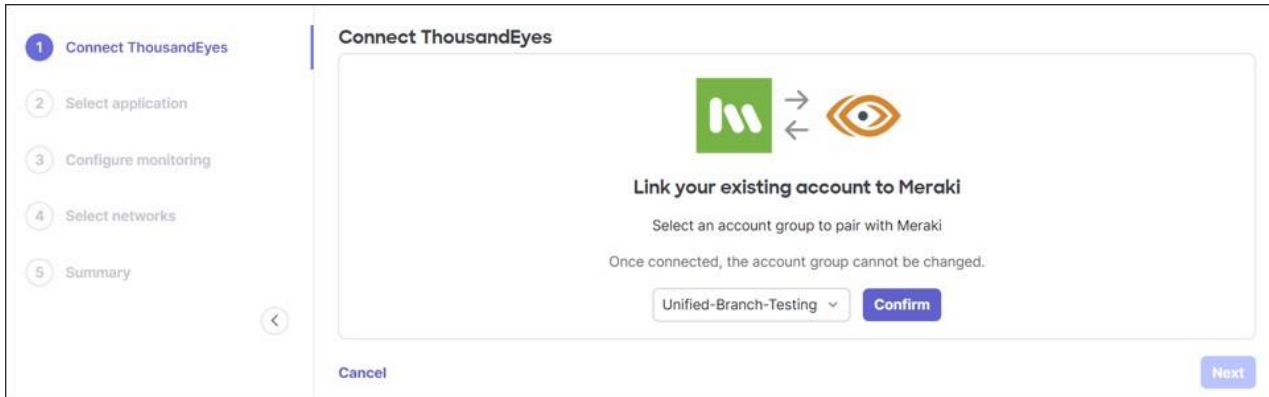 1 Connect ThousandEyes
2 Select application
3 Configure monitoring
4 Select networks
5 Summary
Connect ThousandEyes
Link your existing account to Meraki
Select an account group to pair with Meraki
Once connected, the account group cannot be changed.
Unified-Branch-Testing Confirm
Cancel Next